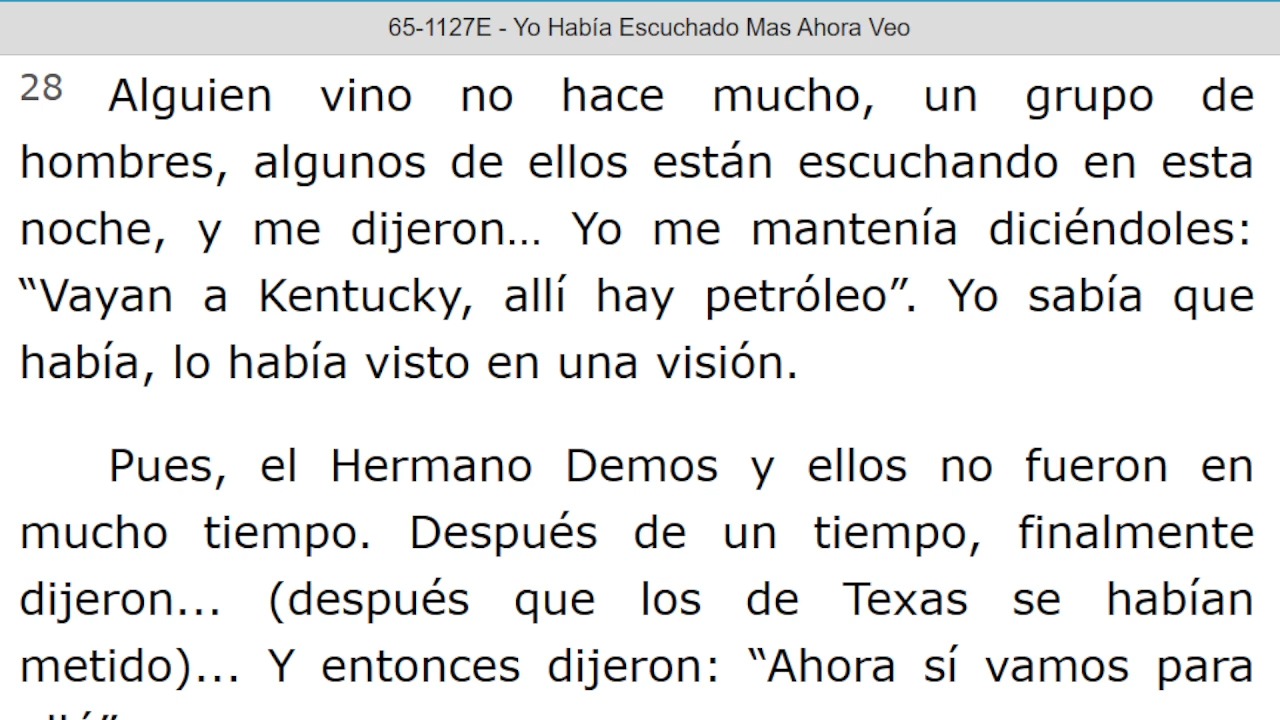 65-1127E - Yo Había Escuchado Mas Ahora Veo
28 Alguien vino no hace mucho, un grupo de
hombres, algunos de ellos están escuchando en esta
noche, y me dijeron... Yo me mantenía diciéndoles:
“Vayan a Kentucky, allí hay petróleo”. Yo sabía que
había, lo había visto en una visión.
Pues, el Hermano Demos y ellos no fueron en
mucho tiempo. Después de un tiempo, finalmente
dijeron... (después que los de Texas se habían
metido)... Y entonces dijeron: “Ahora sí vamos para